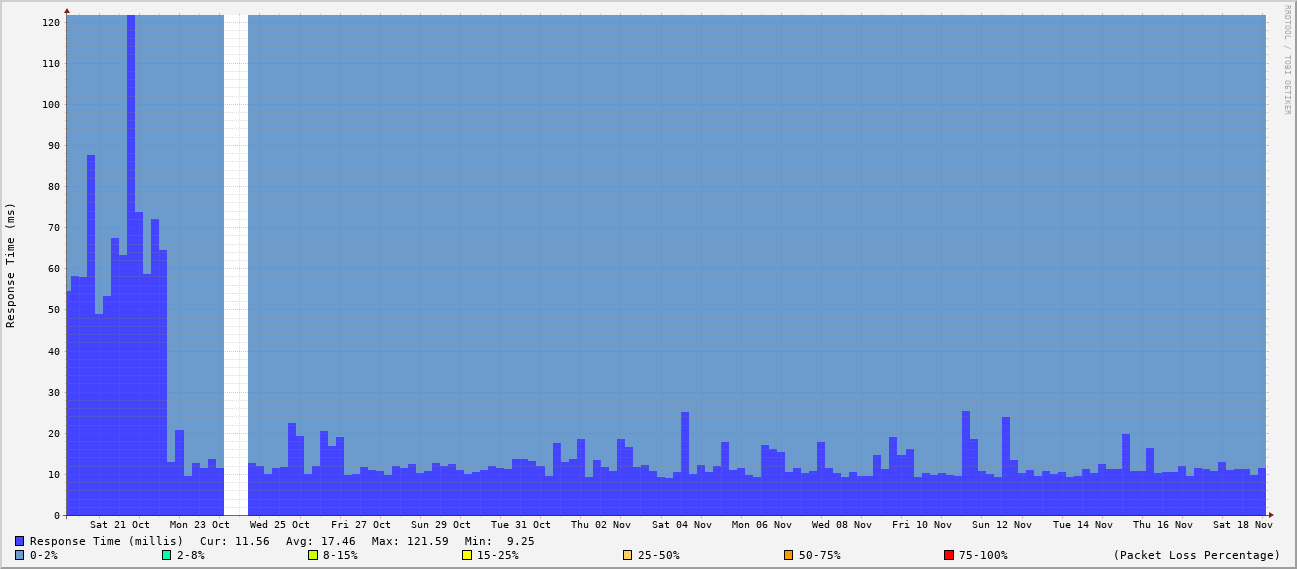 RRDTOOL / TOBI OETIKER
Response Time (ms)
120
110
100
90
80
70
60
50
40
30
20
10
0
Sat 21 Oct Mon 23 Oct Wed 25 Oct Fri 27 Oct Sun 29 Oct Tue 31 Oct Thu 02 Nov Sat 04 Nov Mon 06 Nov Wed 08 Nov Fri 10 Nov Sun 12 Nov Tue 14 Nov Thu 16 Nov Sat 18 Nov
Response Time (millis) Cur: 11.56 Avg: 17.46 Max: 121.59 Min: 9.25
0-2% 2-8% 8-15% 15-25% 25-50% 50-75% 75-100% (Packet Loss Percentage)